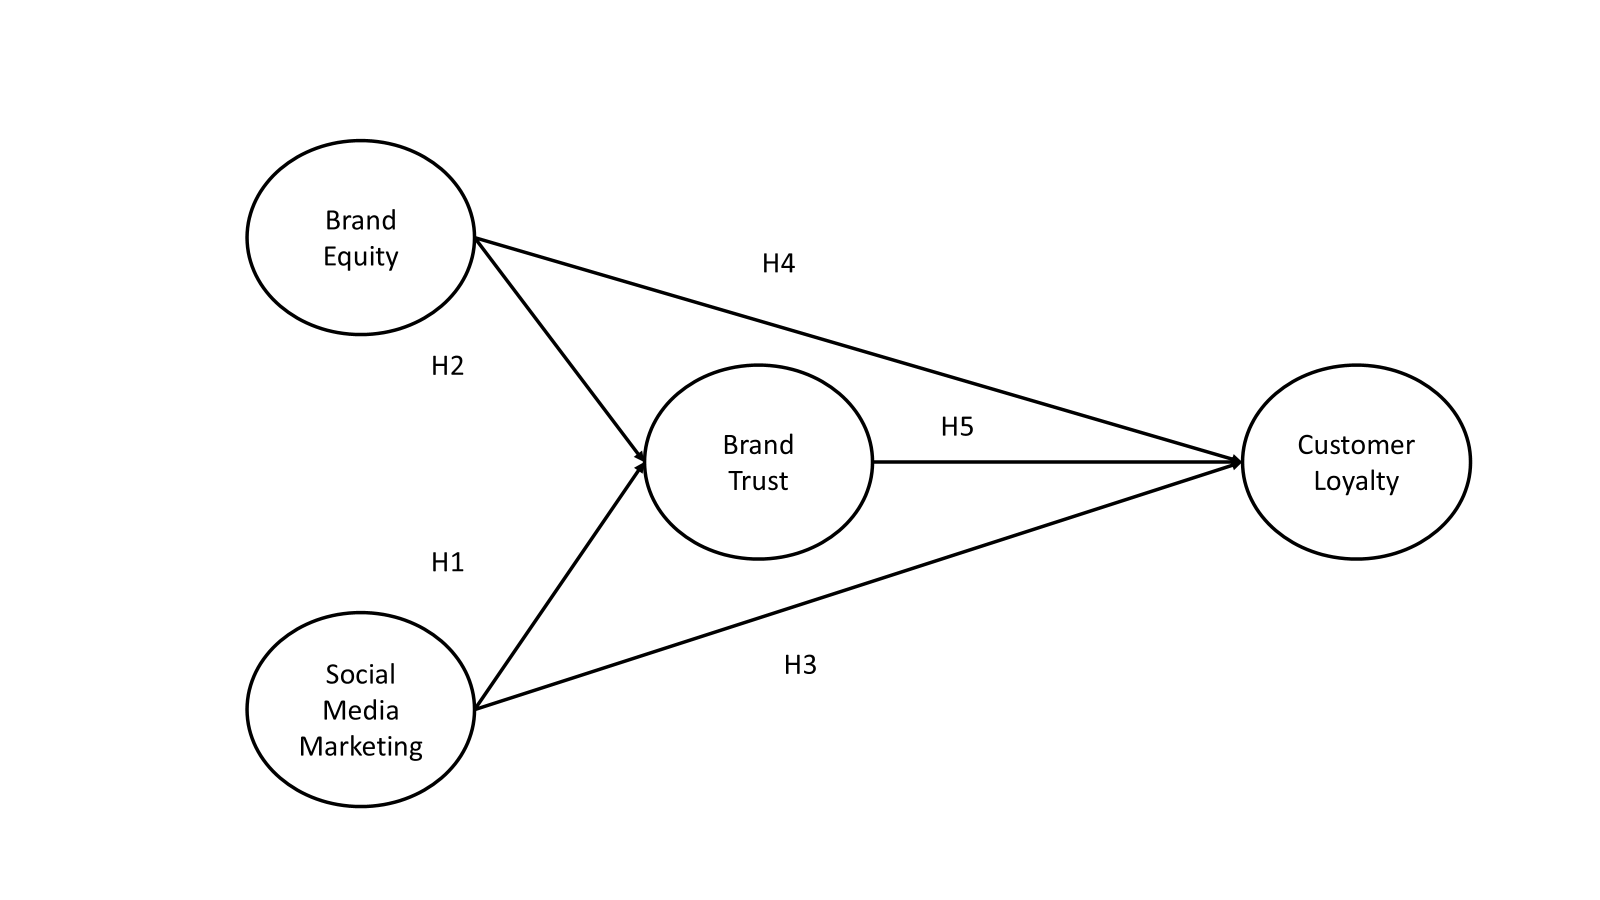 Brand
Equity
H4
H2
H5
Brand
Trust
Customer
Loyalty
H1
H3
Social
Media
Marketing